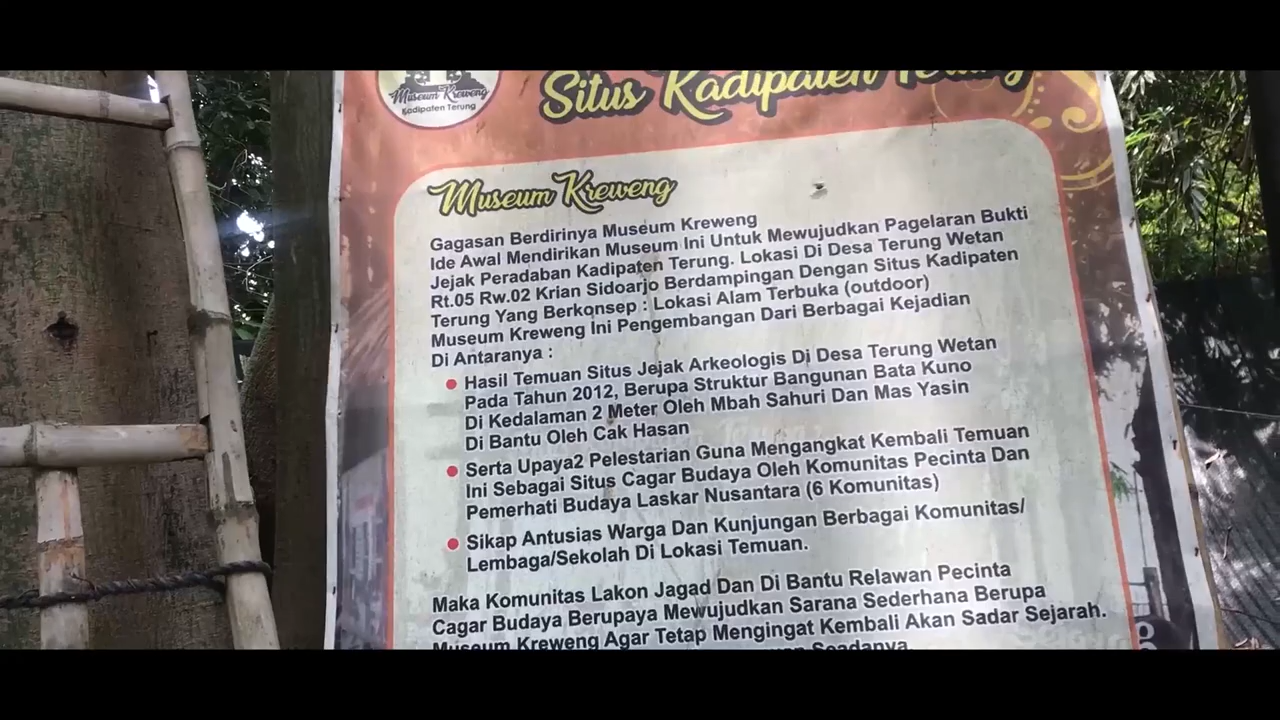 Museum Kreweng
Kadipaten Terung
Situs Kadipaten Terung
Museum Kreweng
Gagasan Berdirinya Museum Kreweng
Ide Awal Mendirikan Museum Ini Untuk Mewujudkan Pagelaran Bukti
Jejak Peradaban Kadipaten Terung. Lokasi Di Desa Terung Wetan
Rt.05 Rw.02 Krian Sidoarjo Berdampingan Dengan Situs Kadipaten
Terung Yang Berkonsep : Lokasi Alam Terbuka (outdoor)
Museum Kreweng Ini Pengembangan Dari Berbagai Kejadian
Di Antaranya :
Hasil Temuan Situs Jejak Arkeologis Di Desa Terung Wetan
Pada Tahun 2012, Berupa Struktur Bangunan Bata Kuno
Di Kedalaman 2 Meter Oleh Mbah Sahuri Dan Mas Yasin
Di Bantu Oleh Cak Hasan
Serta Upaya2 Pelestarian Guna Mengangkat Kembali Temuan
Ini Sebagai Situs Cagar Budaya Oleh Komunitas Pecinta Dan
Pemerhati Budaya Laskar Nusantara (6 Komunitas)
Sikap Antusias Warga Dan Kunjungan Berbagai Komunitas/
Lembaga/Sekolah Di Lokasi Temuan.
Maka Komunitas Lakon Jagad Dan Di Bantu Relawan Pecinta
Cagar Budaya Berupaya Mewujudkan Sarana Sederhana Berupa
Museum Kreweng Agar Tetap Mengingat Kembali Akan Sadar Sejarah.
Seadanya.